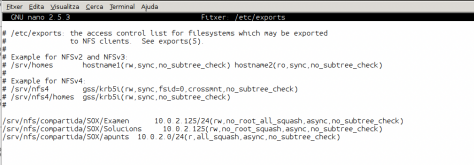 Fitxer Edita Visualitza Cerca Terminal Ajuda
GNU nano 2.5.3 Fitxer: /etc/exports
# /etc/exports: the access control list for filesystems which may be exported
# to NFS clients. See exports(5).
#
# Example for NFSv2 and NFSv3:
# /srv/homes hostname1(rw,sync,no_subtree_check) hostname2(ro,sync,no_subtree_check)
#
# Example for NFSv4:
# /srv/nfs4 gss/krb5i(rw,sync,fsid=0,crossmnt,no_subtree_check)
# /srv/nfs4/homes gss/krb5i(rw,sync,no_subtree_check)
#
/srv/nfs/compartida/SOX/Examen 10.0.2.125/24(rw,no_root_all_squash,async,no_subtree_check)
/srv/nfs/compartida/SOX/Solucions 10.0.2.125(rw,no_root_squash,async,no_subtree_check)
/srv/nfs/compartida/SOX/apunts 10.0.2.0/24(r,all_squash,async,no_subtree_check)